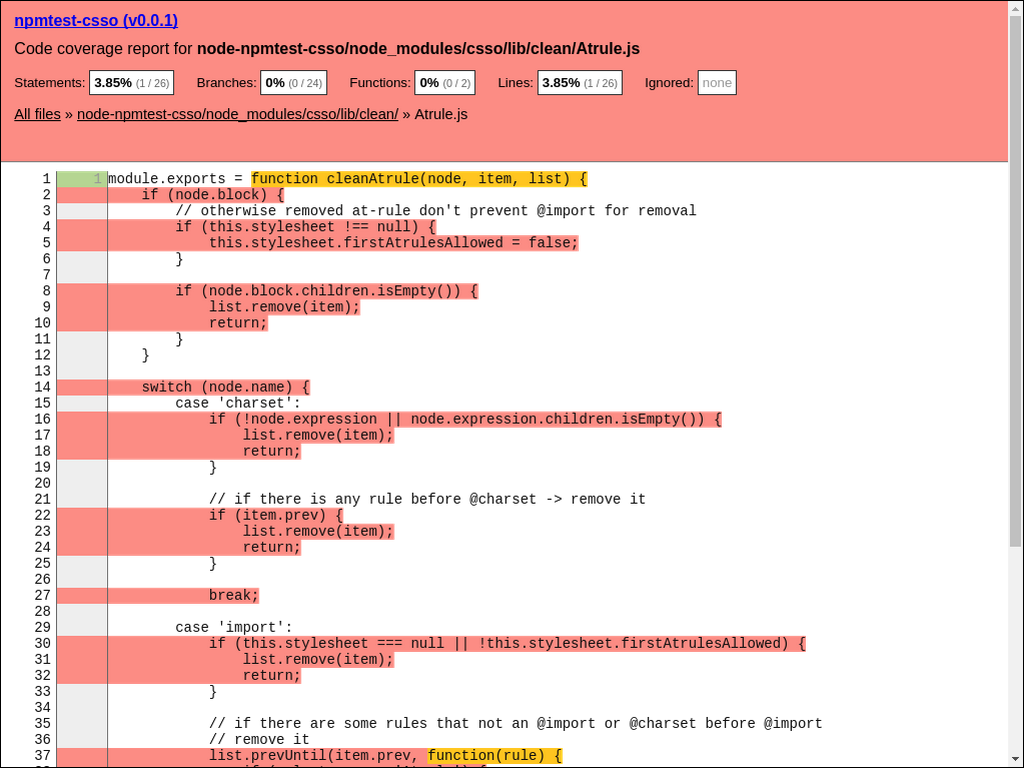 npmtest-csso (v0.0.1)
Code coverage report for node-npmtest-csso/node_modules/csso/lib/clean/Atrule.js
Statements: 3.85% (1 / 26) Branches: 0% (0 / 24) Functions: 0% (0 / 2) Lines: 3.85% (1 / 26) Ignored: none
All files » node-npmtest-csso/node_modules/csso/lib/clean/ » Atrule.js
1 1 module.exports = function cleanAtrule(node, item, list) {
2 if (node.block) {
3 // otherwise removed at-rule don't prevent @import for removal
4 if (this.stylesheet !== null) {
5 this.stylesheet.firstAtrulesAllowed = false;
6 }
7
8 if (node.block.children.isEmpty()) {
9 list.remove(item);
10 return;
11 }
12 }
13
14 switch (node.name) {
15 case 'charset':
16 if (!node.expression || node.expression.children.isEmpty()) {
17 list.remove(item);
18 return;
19 }
20
21 // if there is any rule before @charset -> remove it
22 if (item.prev) {
23 list.remove(item);
24 return;
25 }
26
27 break;
28
29 case 'import':
30 if (this.stylesheet === null || !this.stylesheet.firstAtrulesAllowed) {
31 list.remove(item);
32 return;
33 }
34
35 // if there are some rules that not an @import or @charset before @import
36 // remove it
37 list.prevUntil(item.prev, function(rule) {